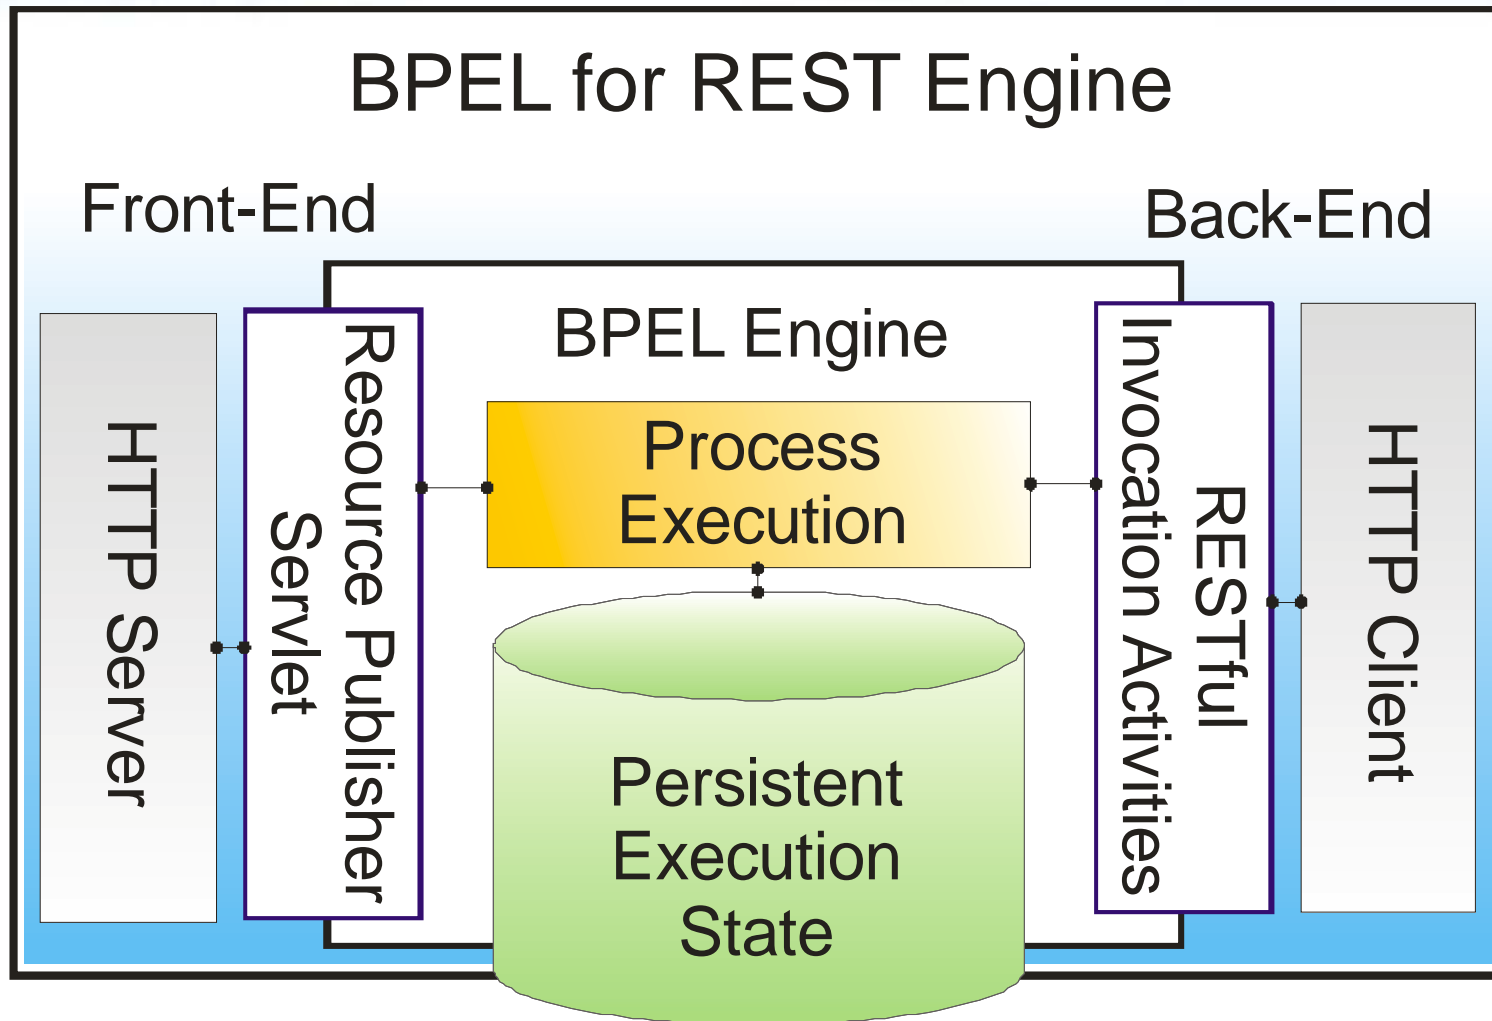 BPEL for REST Engine
Front-End
Back-End
BPEL Engine
HTTP Server
Resource Publisher
Servlet
Process
Execution
Persistent
Execution
State
RESTful
Invocation Activities
HTTP Client